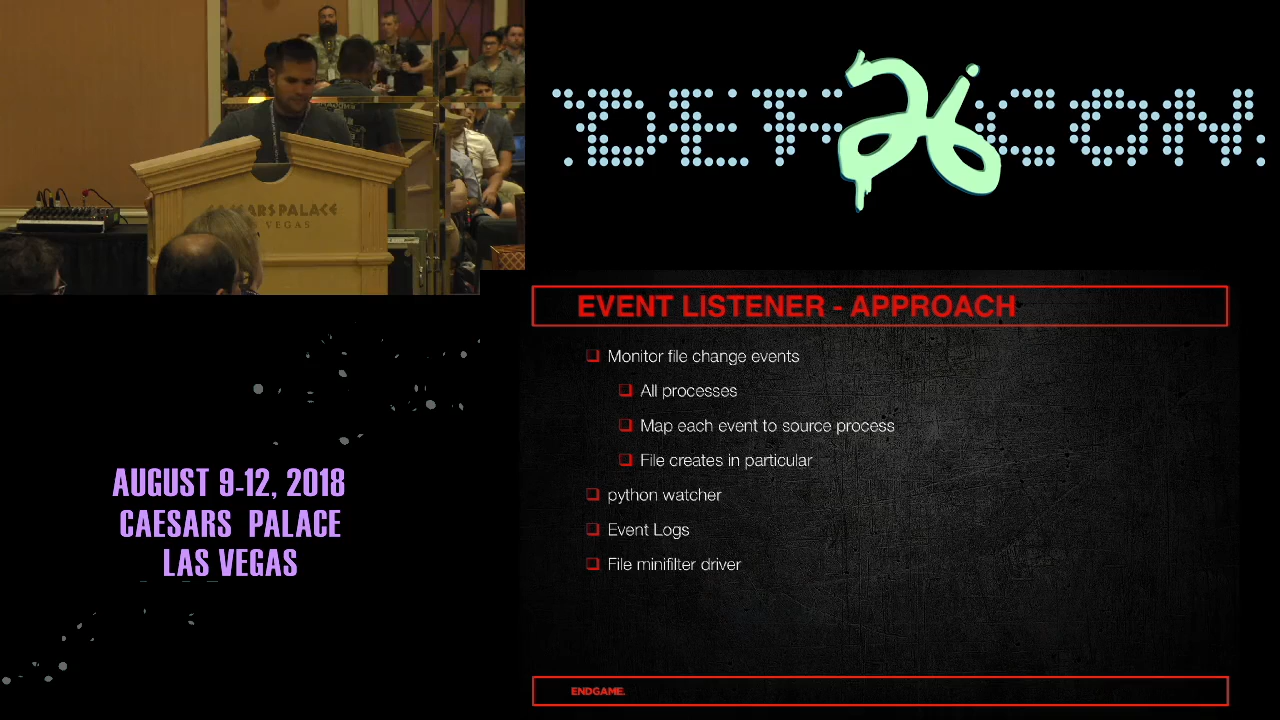 DEF 26 CON
CAESARS PALACE
VEGAS
EVENT LISTENER - APPROACH
Monitor file change events
All processes
Map each event to source process
File creates in particular
python watcher
Event Logs
File minifilter driver
ENDGAME.
AUGUST 9-12, 2018
CAESARS PALACE
LAS VEGAS